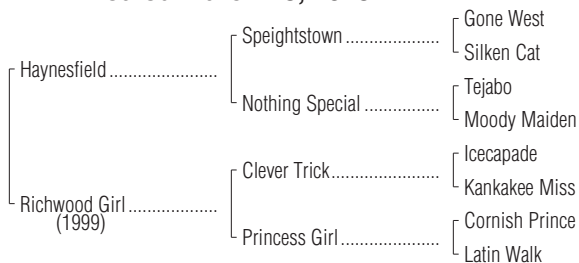 Gone West
Speightstown ....................
Silken Cat
Haynesfield .......................
Tejabo
Nothing Special ................
Moody Maiden
Icecapade
Clever Trick.......................
Kankakee Miss
Richwood Girl ...................
(1999)
Cornish Prince
Princess Girl .....................
Latin Walk